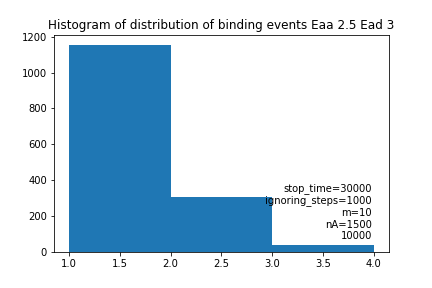 Histogram of distribution of binding events Eaa 2.5 Ead 3
1200
1000
800
600
400
200
0
stop_time=30000
ignoring_steps=1000
m=10
nA=1500
10000
1.0 1.5 2.0 2.5 3.0 3.5 4.0